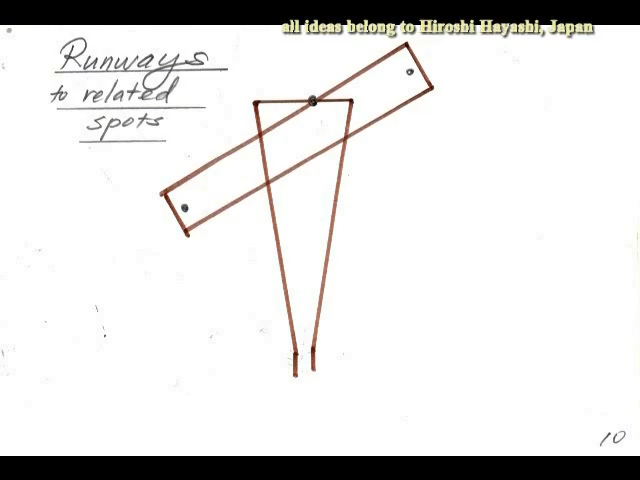 all ideas belong to Hiroshi Hayashi, Japan
Runways
to related
spots
10